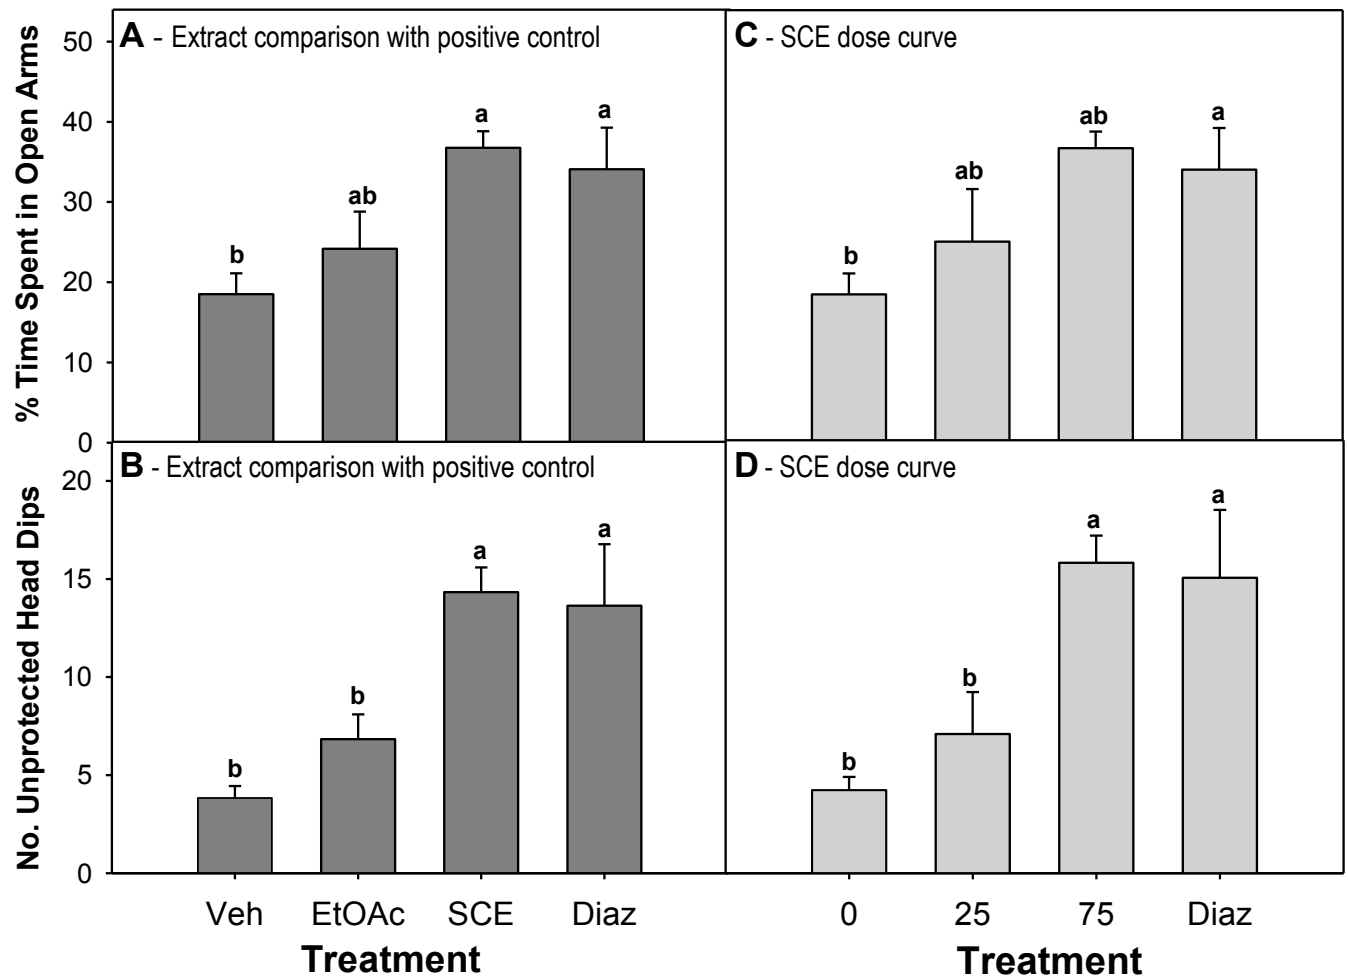 % Time Spent in Open Arms
50
40
30
20
10
0
A - Extract comparison with positive control
b
ab
a
a
C - SCE dose curve
b
ab
ab
a
No. Unprotected Head Dips
20
15
10
5
0
B - Extract comparison with positive control
b
b
a
a
D - SCE dose curve
b
b
a
a
Veh EtOAc SCE Diaz
0 25 75 Diaz
Treatment
Treatment